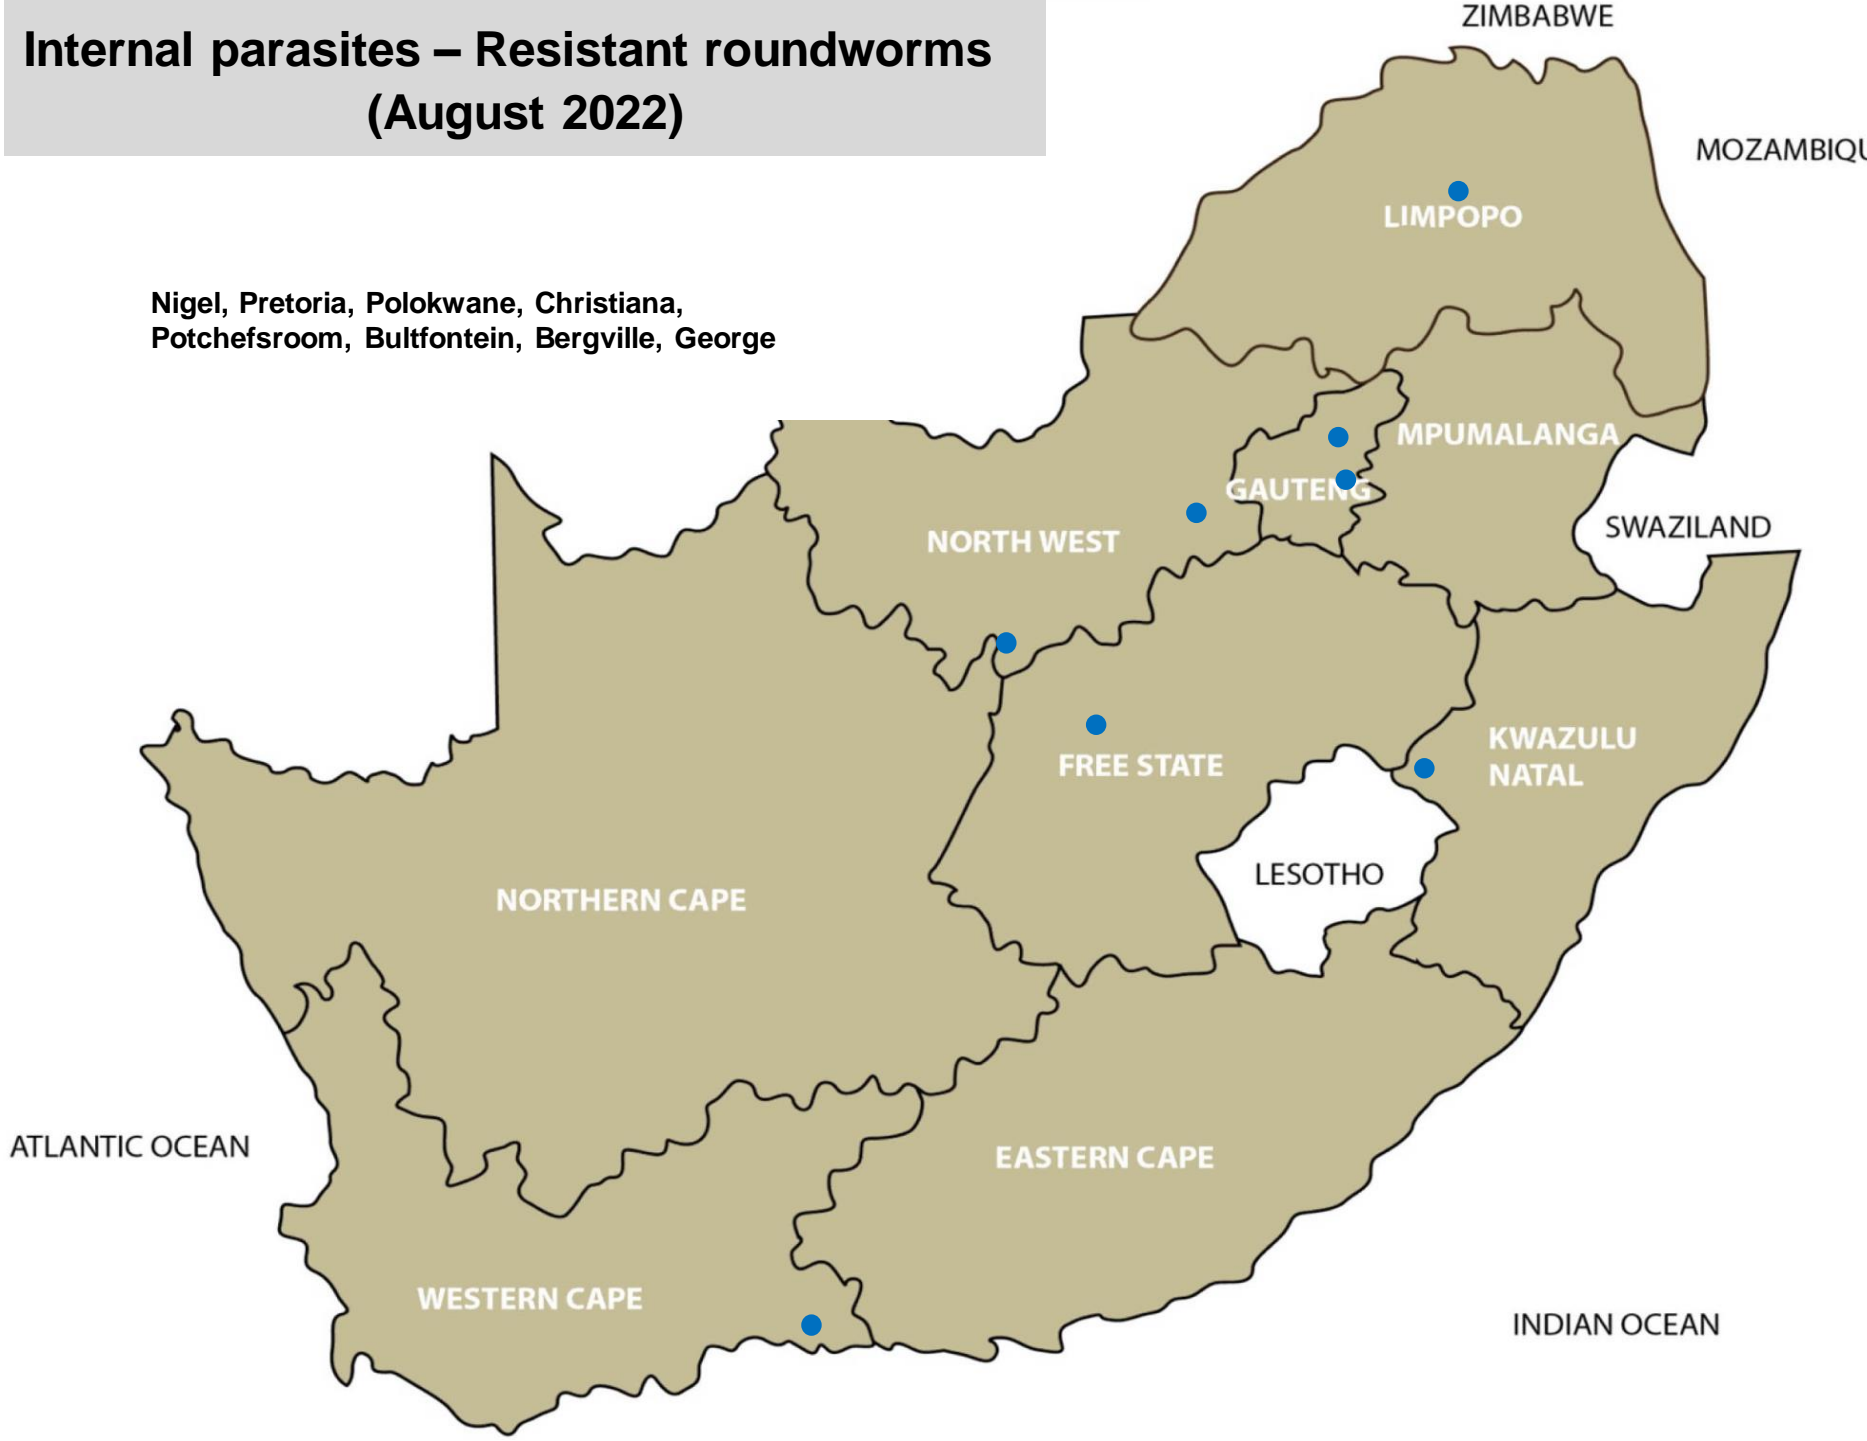 Internal parasites – Resistant roundworms
(August 2022)
ZIMBABWE
MOZAMBIQU
LIMPOPO
Nigel, Pretoria, Polokwane, Christiana,
Potchefsroom, Bultfontein, Bergville, George
MPUMALANGA
GAUTENG
SWAZILAND
NORTH WEST
KWAZULU
NATAL
FREE STATE
LESOTHO
NORTHERN CAPE
ATLANTIC OCEAN
EASTERN CAPE
WESTERN CAPE
INDIAN OCEAN